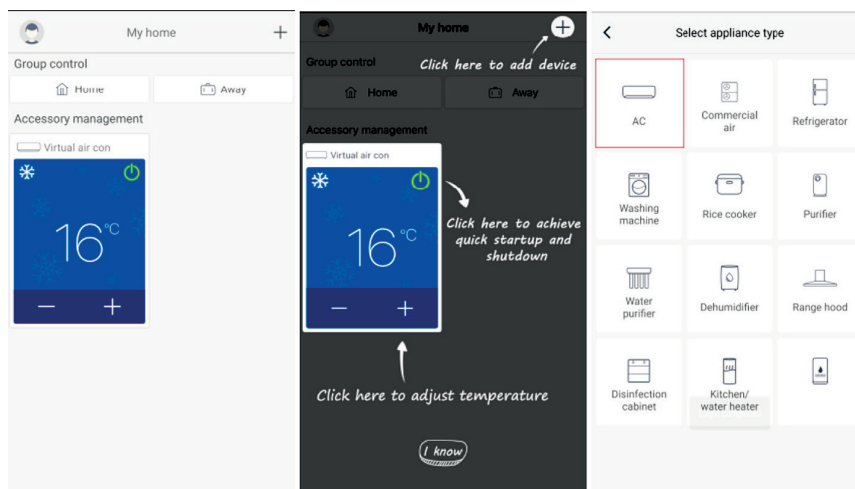 My home
+
Group control
Home
Away
Accessory management
Virtual air con
16°C
— +
My home
+
Click here to add device
Group control
Home
Away
Accessory management
Virtual air con
16°C
— +
Click here to achieve
quick startup and
shutdown
Click here to adjust temperature
I know
Select appliance type
AC
Commercial
air
Refrigerator
Washing
machine
Rice cooker
Purifier
Water
purifier
Dehumidifier
Range hood
Disinfection
cabinet
Kitchen/
water heater